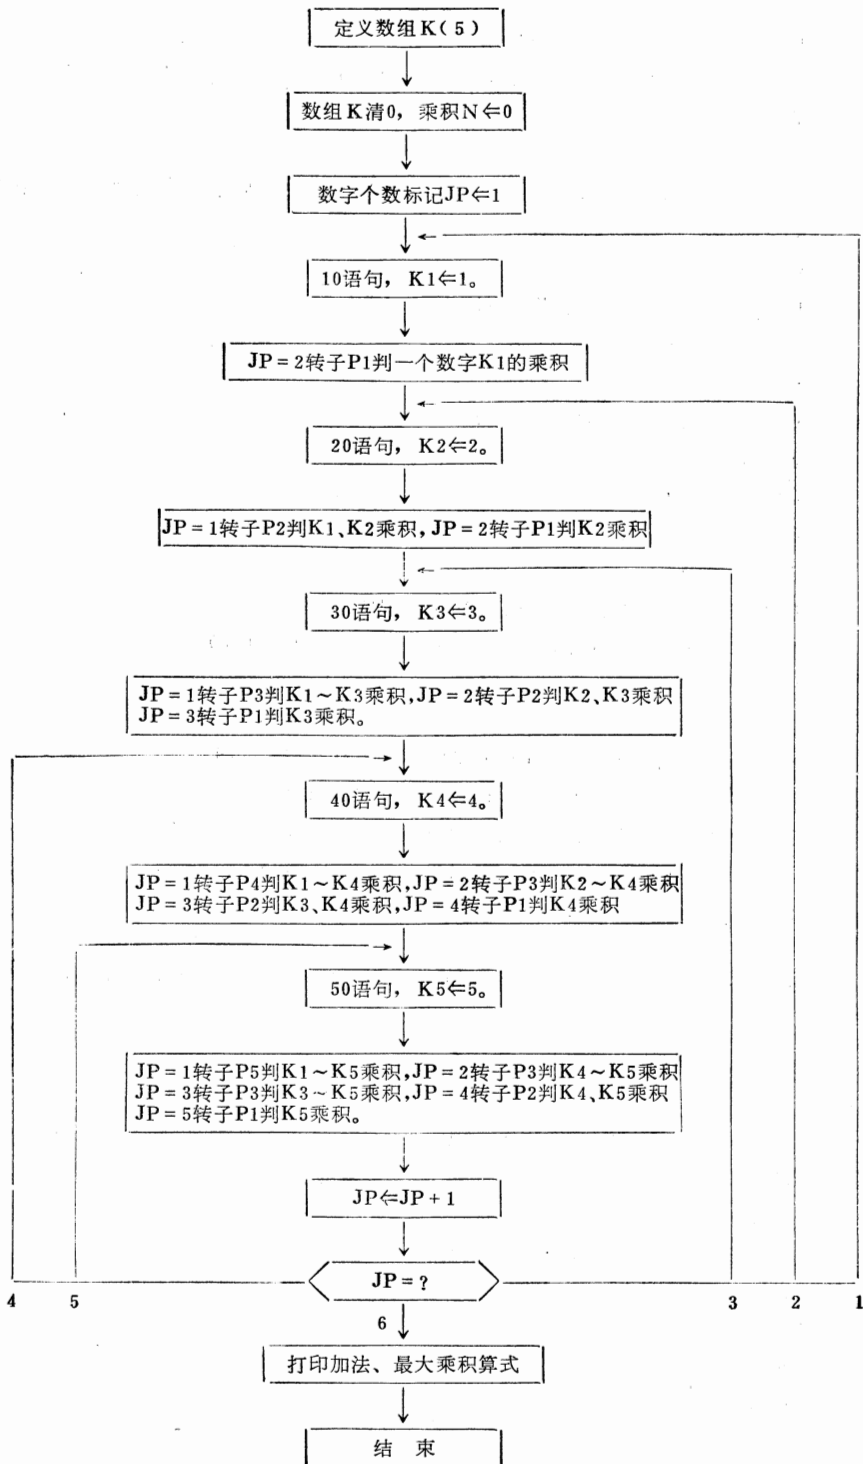 定义数组K(5)
数组K清0, 乘积N⇐0
数字个数标记JP⇐1
10语句, K1⇐1。
JP=2转子P1判一个数字K1的乘积
20语句, K2⇐2。
JP=1转子P2判K1、K2乘积,JP=2转子P1判K2乘积
30语句, K3⇐3。
JP=1转子P3判K1~K3乘积,JP=2转子P2判K2、K3乘积
JP=3转子P1判K3乘积。
40语句, K4⇐4。
JP=1转子P4判K1~K4乘积,JP=2转子P3判K2~K4乘积
JP=3转子P2判K3、K4乘积,JP=4转子P1判K4乘积
50语句, K5⇐5。
JP=1转子P5判K1~K5乘积,JP=2转子P3判K4~K5乘积
JP=3转子P3判K3~K5乘积,JP=4转子P2判K4、K5乘积
JP=5转子P1判K5乘积。
JP⇐JP+1
JP=?
4 5 3 2 1
6
打印加法、最大乘积算式
结 束